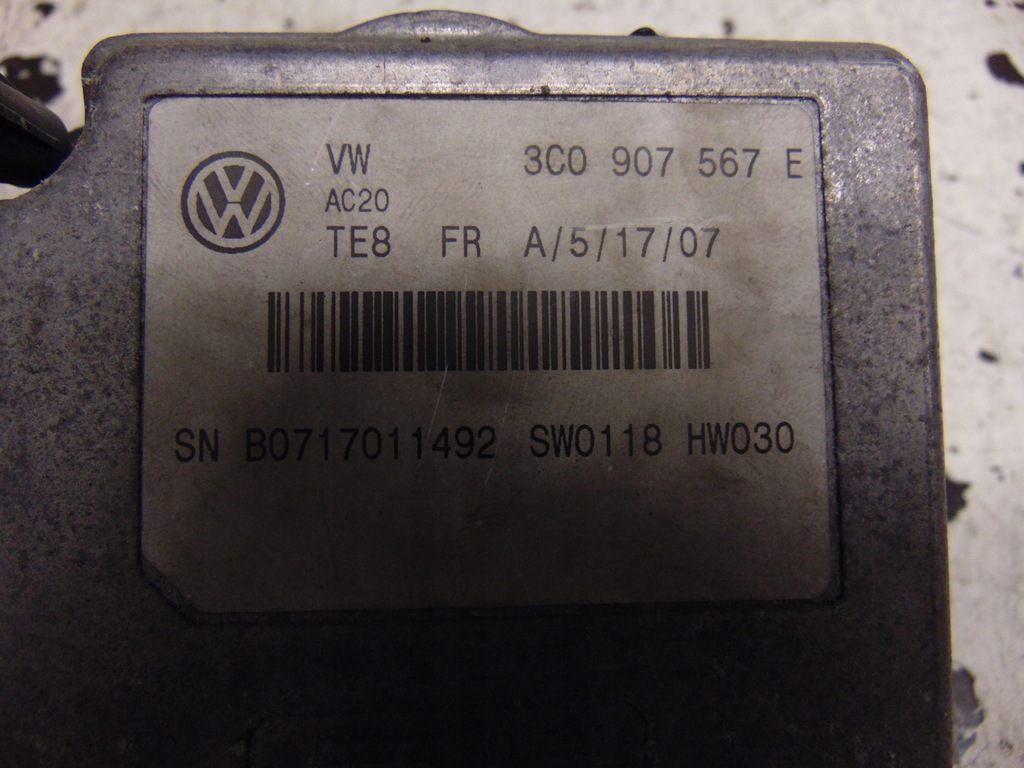 VW 3C0 907 567 E
AC20
TE8 FR A/5/17/07
SN B0717011492 SW0118 HW030